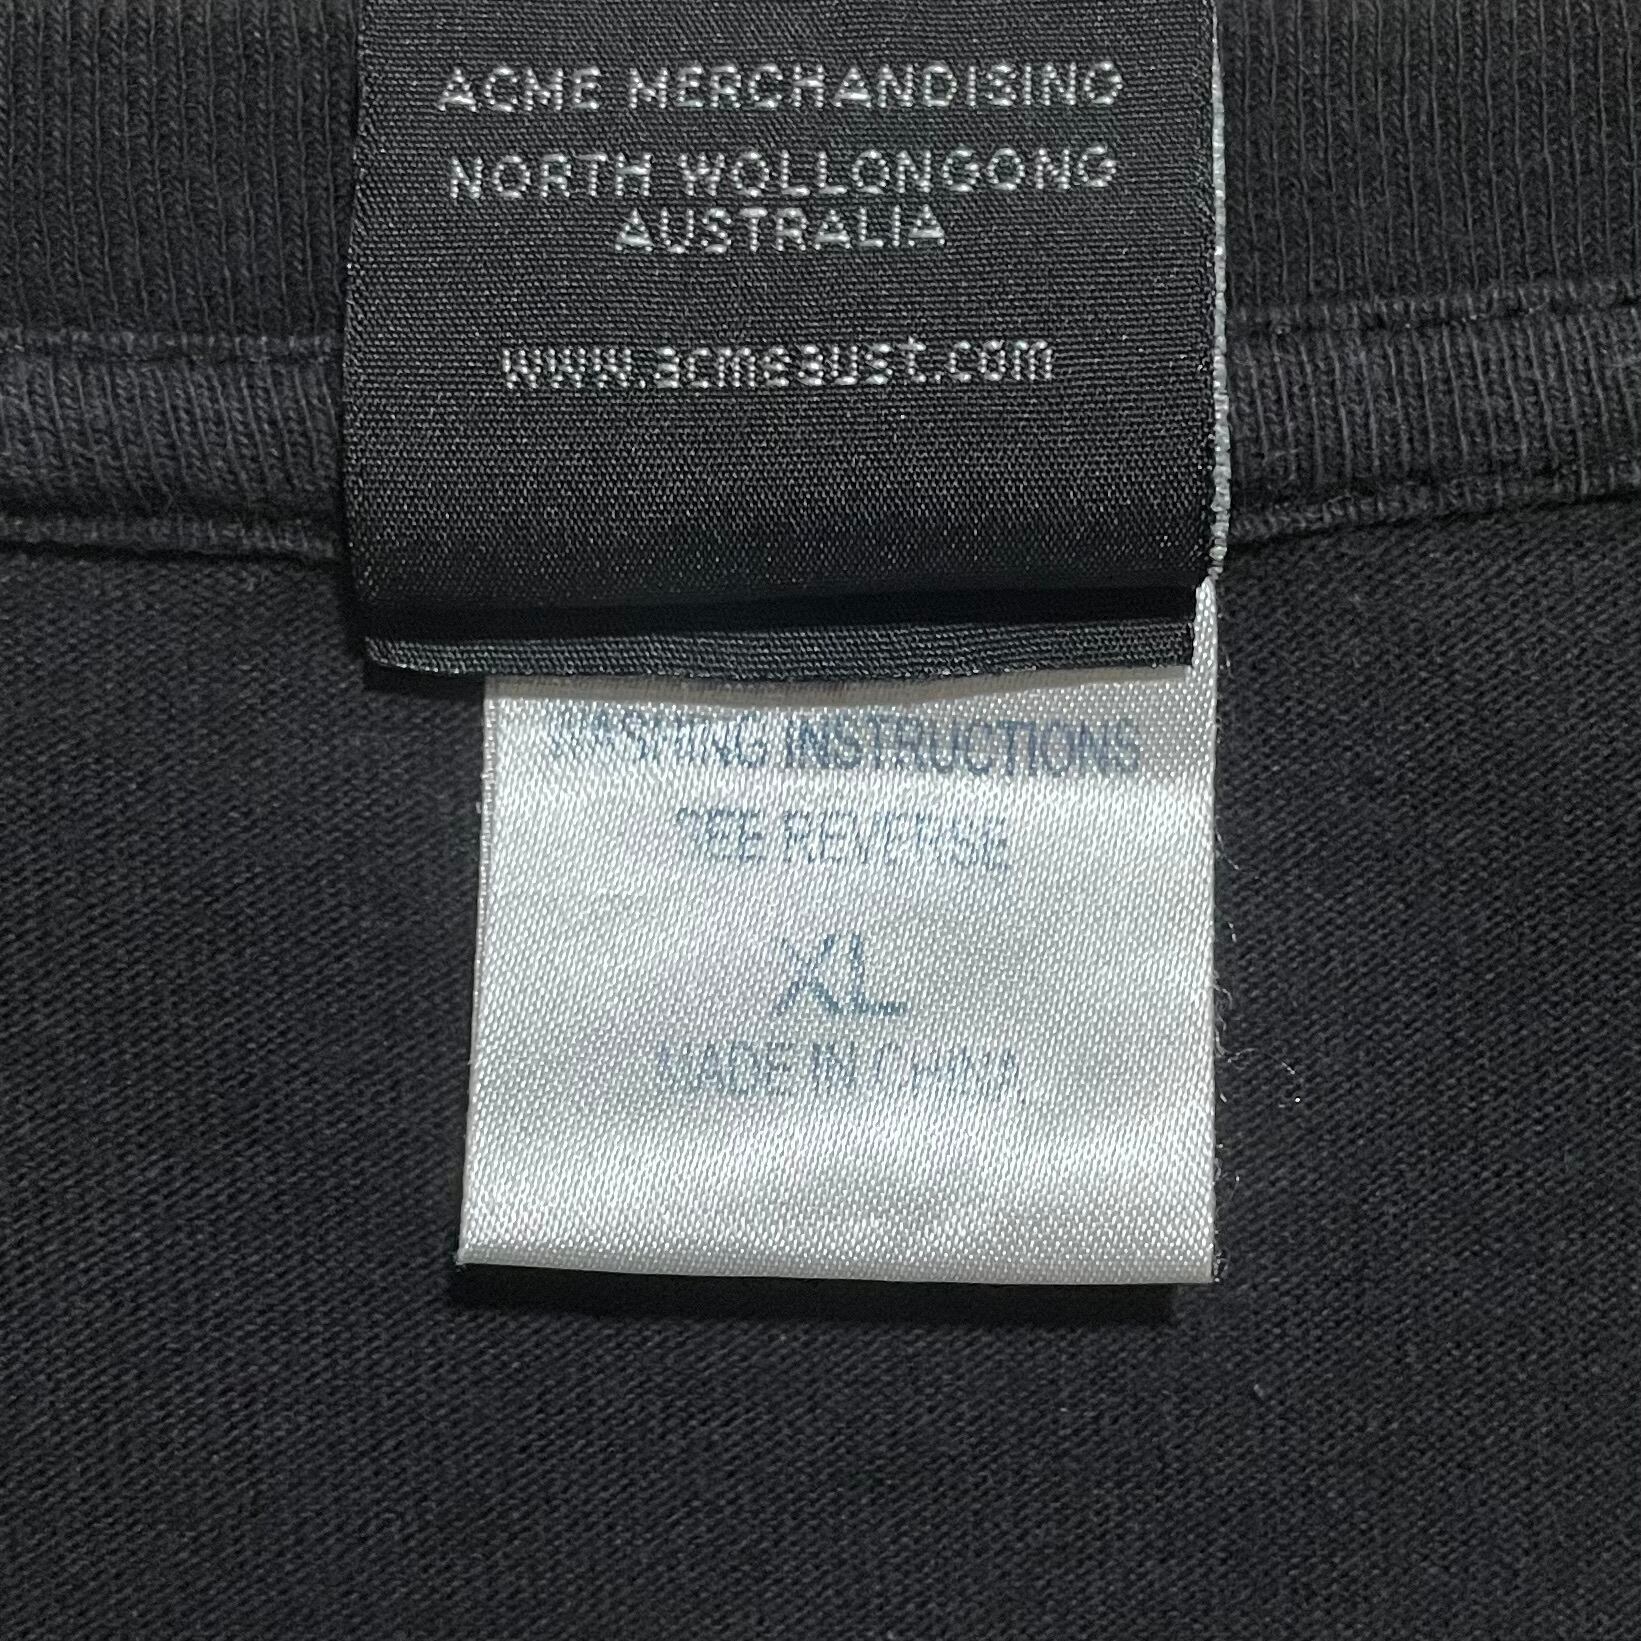 ACME MERCHANDISING
NORTH WOLLONGONG
AUSTRALIA
www.acmeaust.com
WASHING INSTRUCTIONS
SEE REVERSE
XL
MADE IN CHINA